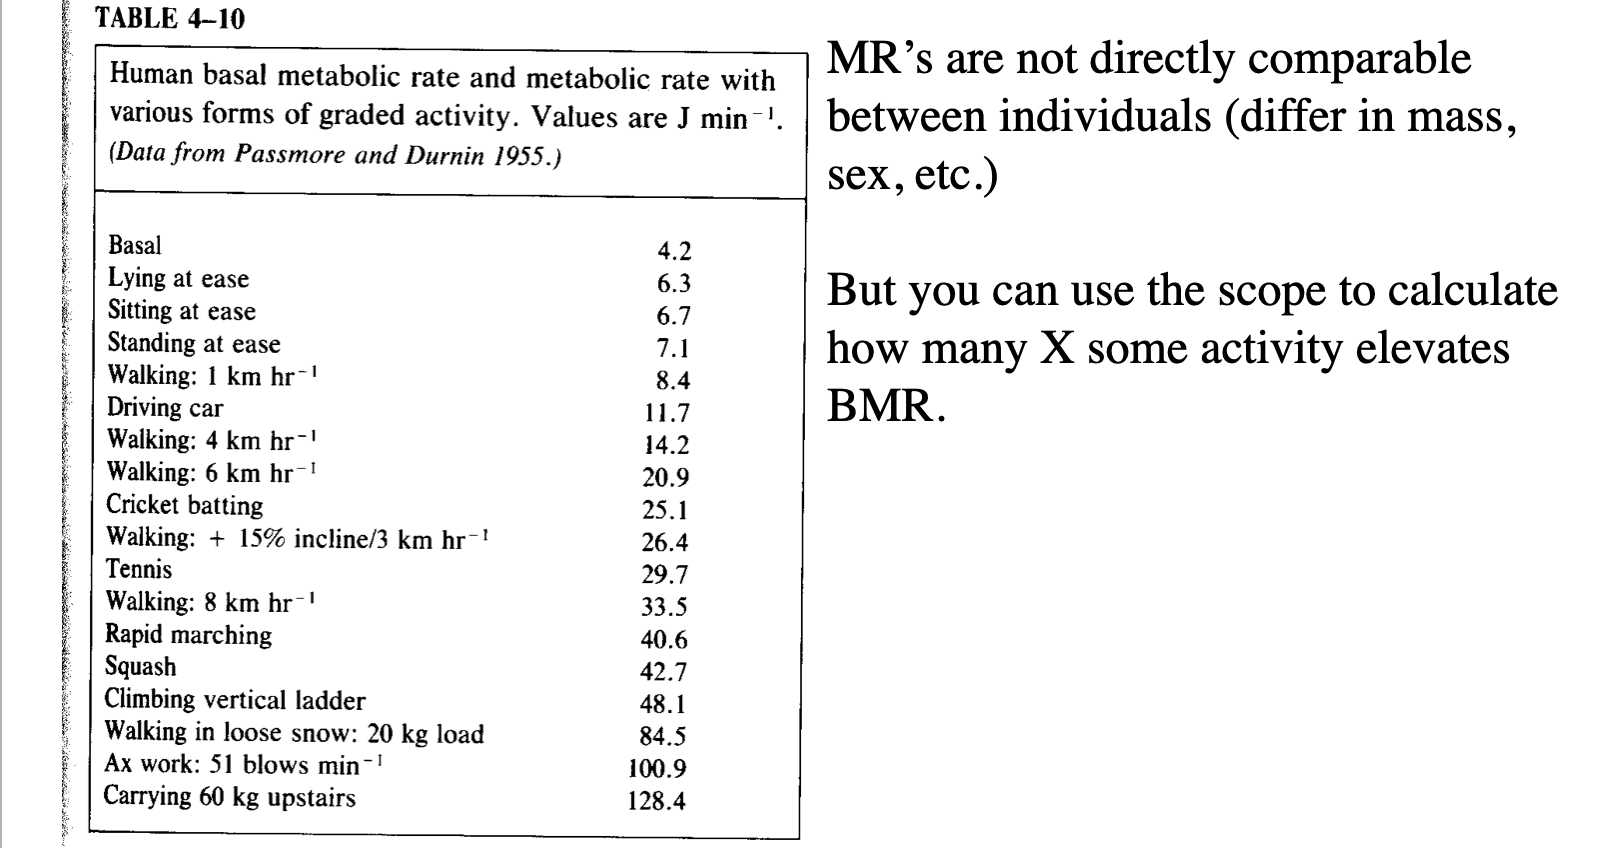 TABLE 4–10
Human basal metabolic rate and metabolic rate with
various forms of graded activity. Values are J min⁻¹.
(Data from Passmore and Durnin 1955.)
Basal 4.2
Lying at ease 6.3
Sitting at ease 6.7
Standing at ease 7.1
Walking: 1 km hr⁻¹ 8.4
Driving car 11.7
Walking: 4 km hr⁻¹ 14.2
Walking: 6 km hr⁻¹ 20.9
Cricket batting 25.1
Walking: + 15% incline/3 km hr⁻¹ 26.4
Tennis 29.7
Walking: 8 km hr⁻¹ 33.5
Rapid marching 40.6
Squash 42.7
Climbing vertical ladder 48.1
Walking in loose snow: 20 kg load 84.5
Ax work: 51 blows min⁻¹ 100.9
Carrying 60 kg upstairs 128.4
MR’s are not directly comparable
between individuals (differ in mass,
sex, etc.)
But you can use the scope to calculate
how many X some activity elevates
BMR.